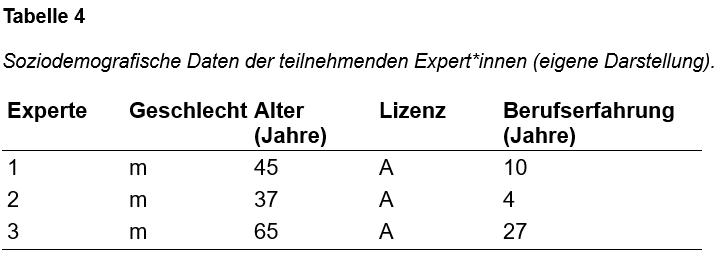 Tabelle 4
Soziodemografische Daten der teilnehmenden Expert*innen (eigene Darstellung).
Experte Geschlecht Alter (Jahre) Lizenz Berufserfahrung (Jahre)
1 m 45 A 10
2 m 37 A 4
3 m 65 A 27